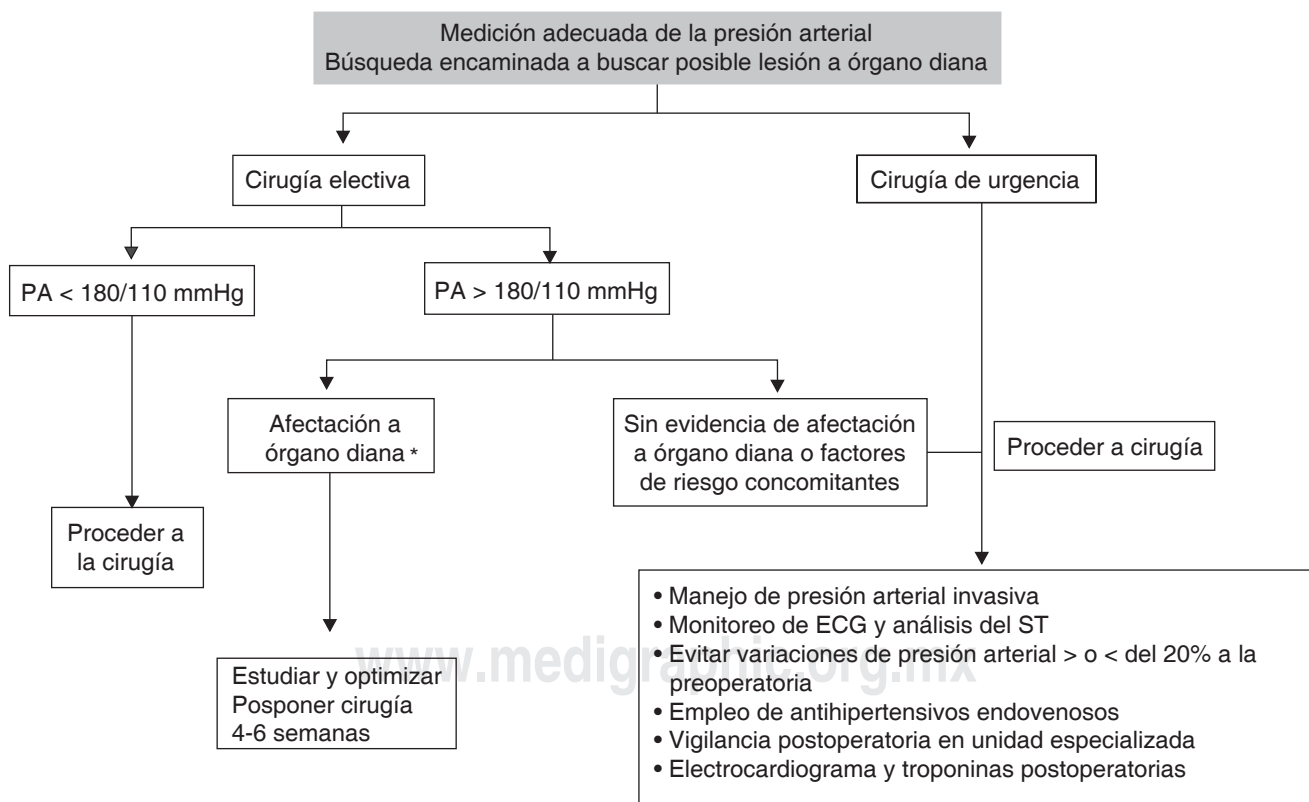 Medición adecuada de la presión arterial
Búsqueda encaminada a buscar posible lesión a órgano diana
Cirugía electiva
Cirugía de urgencia
PA < 180/110 mmHg
PA > 180/110 mmHg
Afectación a
órgano diana *
Sin evidencia de afectación
a órgano diana o factores
de riesgo concomitantes
Proceder a cirugía
Proceder a
la cirugía
Estudiar y optimizar
Posponer cirugía
4-6 semanas
• Manejo de presión arterial invasiva
• Monitoreo de ECG y análisis del ST
• Evitar variaciones de presión arterial > o < del 20% a la
preoperatoria
• Empleo de antihipertensivos endovenosos
• Vigilancia postoperatoria en unidad especializada
• Electrocardiograma y troponinas postoperatorias
www.medigraphic.org.mx